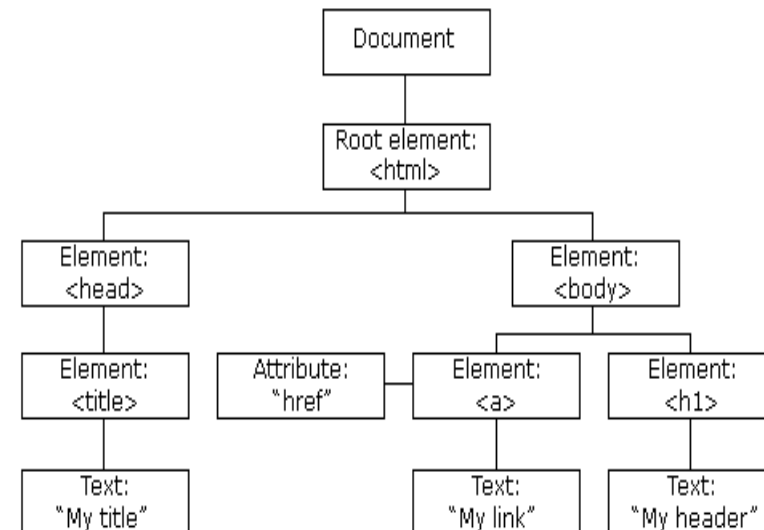 Document
Root element:
<html>
Element:
<head>
Element:
<body>
Element:
<title>
Attribute:
“href”
Element:
<a>
Element:
<h1>
Text:
“My title”
Text:
“My link”
Text:
“My header”